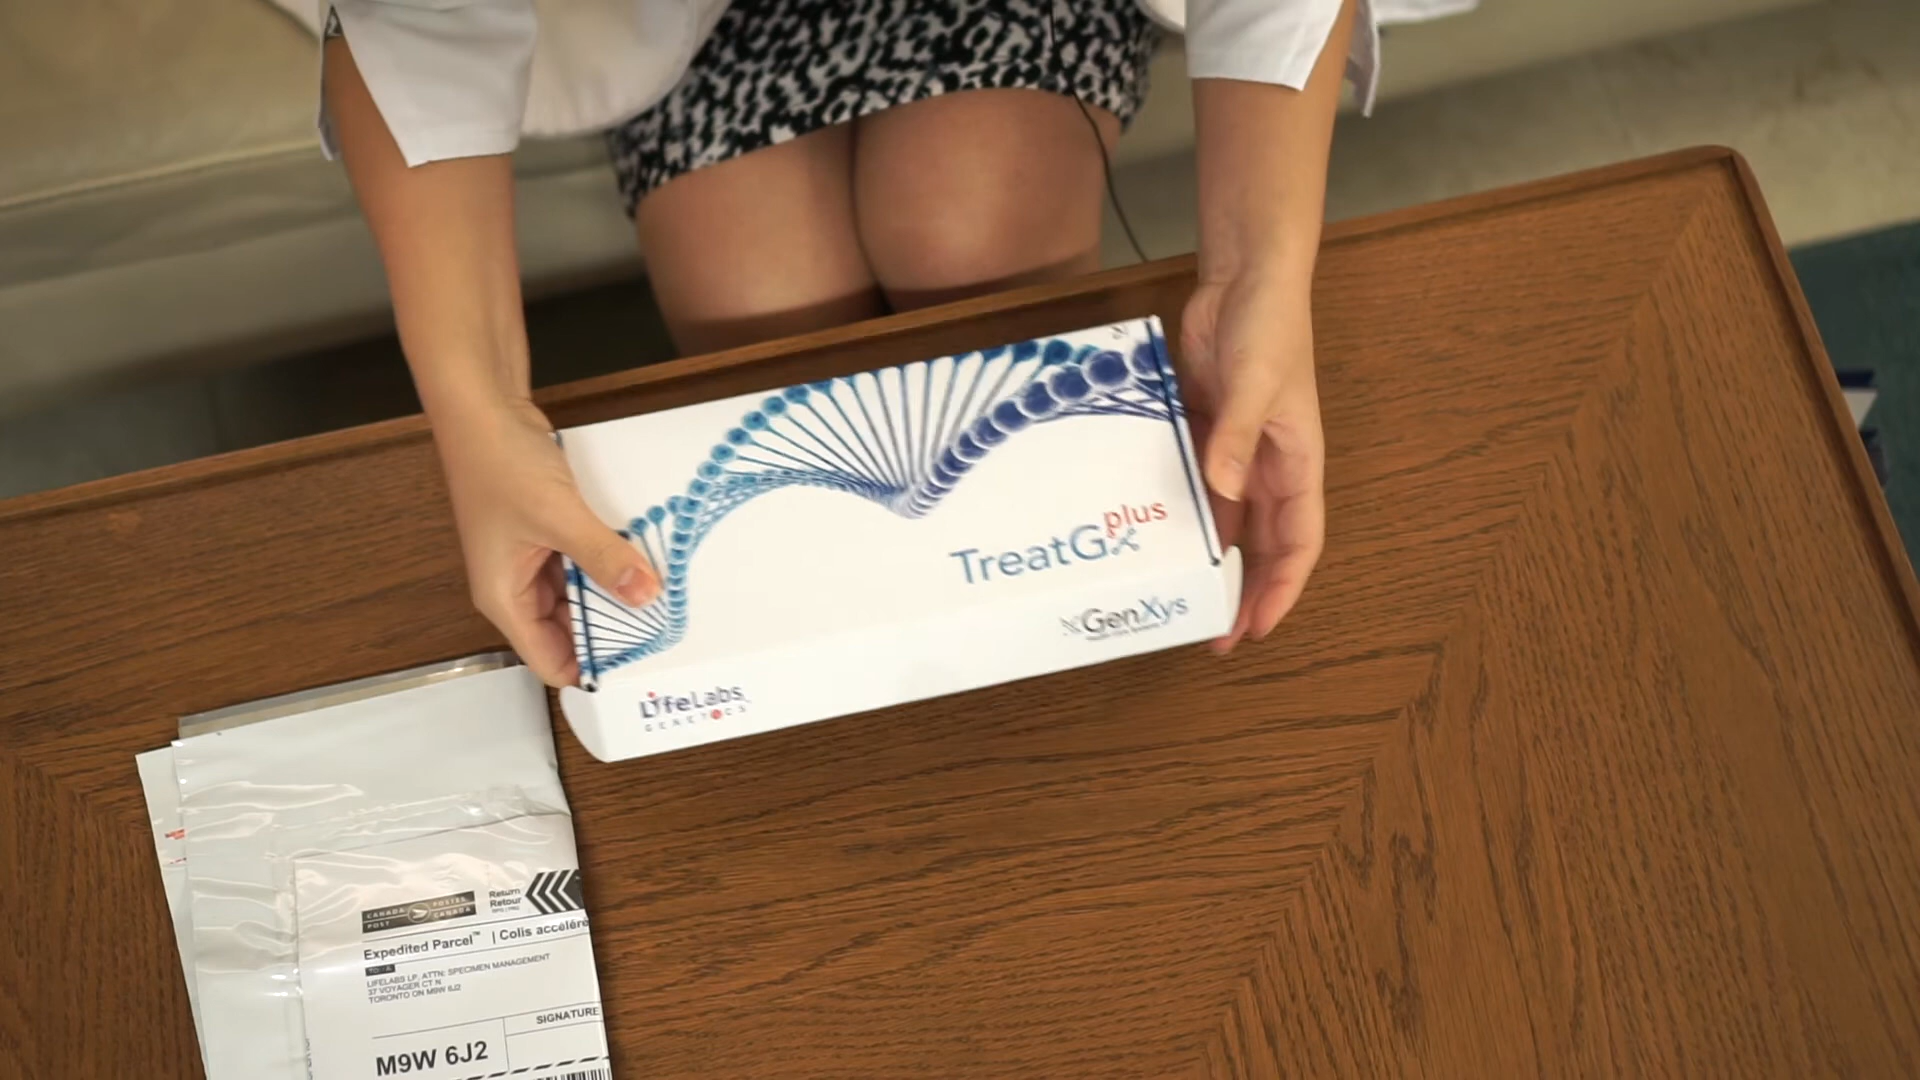 TreatGx plus
GenXys
LifeLabs
GENETICS
CANADA POST
POSTES CANADA
Return
Retour
Expedited Parcel™ | Colis accéléré
LIFELABS LP, ATTN: SPECIMEN MANAGEMENT
37 VOYAGER CT N
TORONTO ON M9W 6J2
SIGNATURE
M9W 6J2